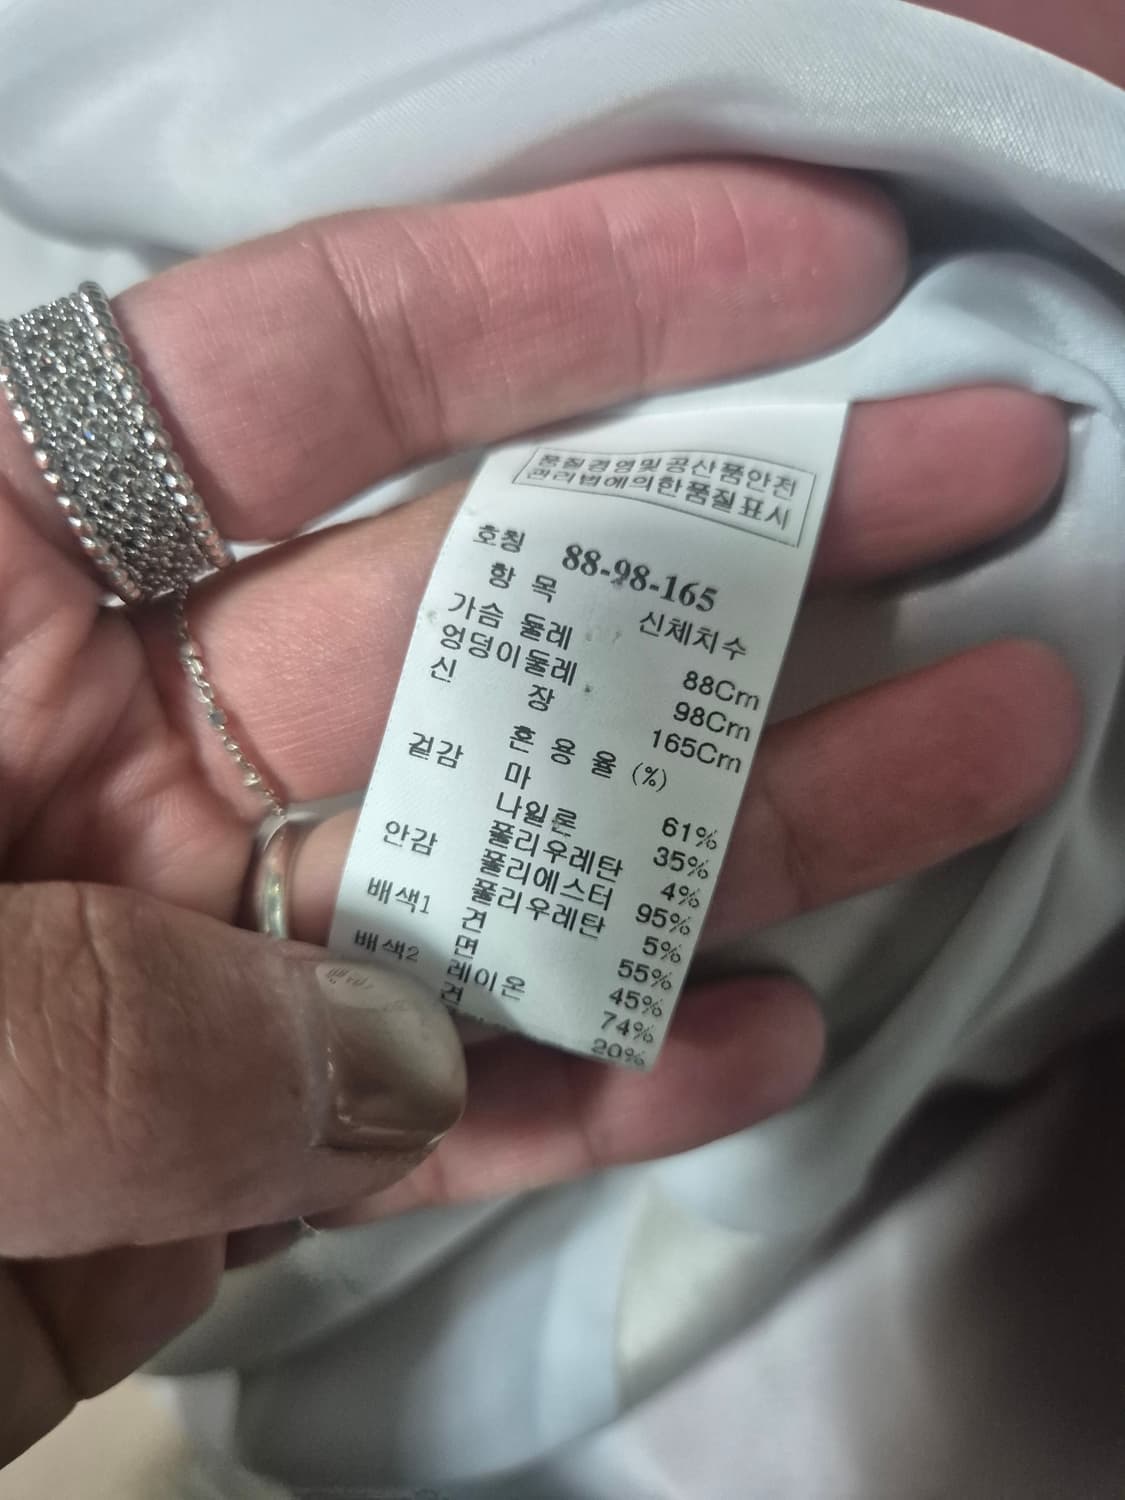 품질경영및공산품안전
관리법에의한품질표시
호칭 88-98-165
항 목 신체치수
가슴 둘레 88Cm
엉덩이둘레 98Cm
신 장 165Cm
혼 용 율 (%)
겉감 마 61%
나일론 35%
폴리우레탄 4%
안감 폴리에스터 95%
폴리우레탄 5%
배색1 견 55%
면 45%
배색2 레이온 74%
견 20%